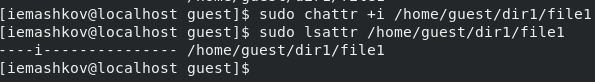 [iemashkov@localhost guest]$ sudo chattr +i /home/guest/dir1/file1
[iemashkov@localhost guest]$ sudo lsattr /home/guest/dir1/file1
----i--------------- /home/guest/dir1/file1
[iemashkov@localhost guest]$